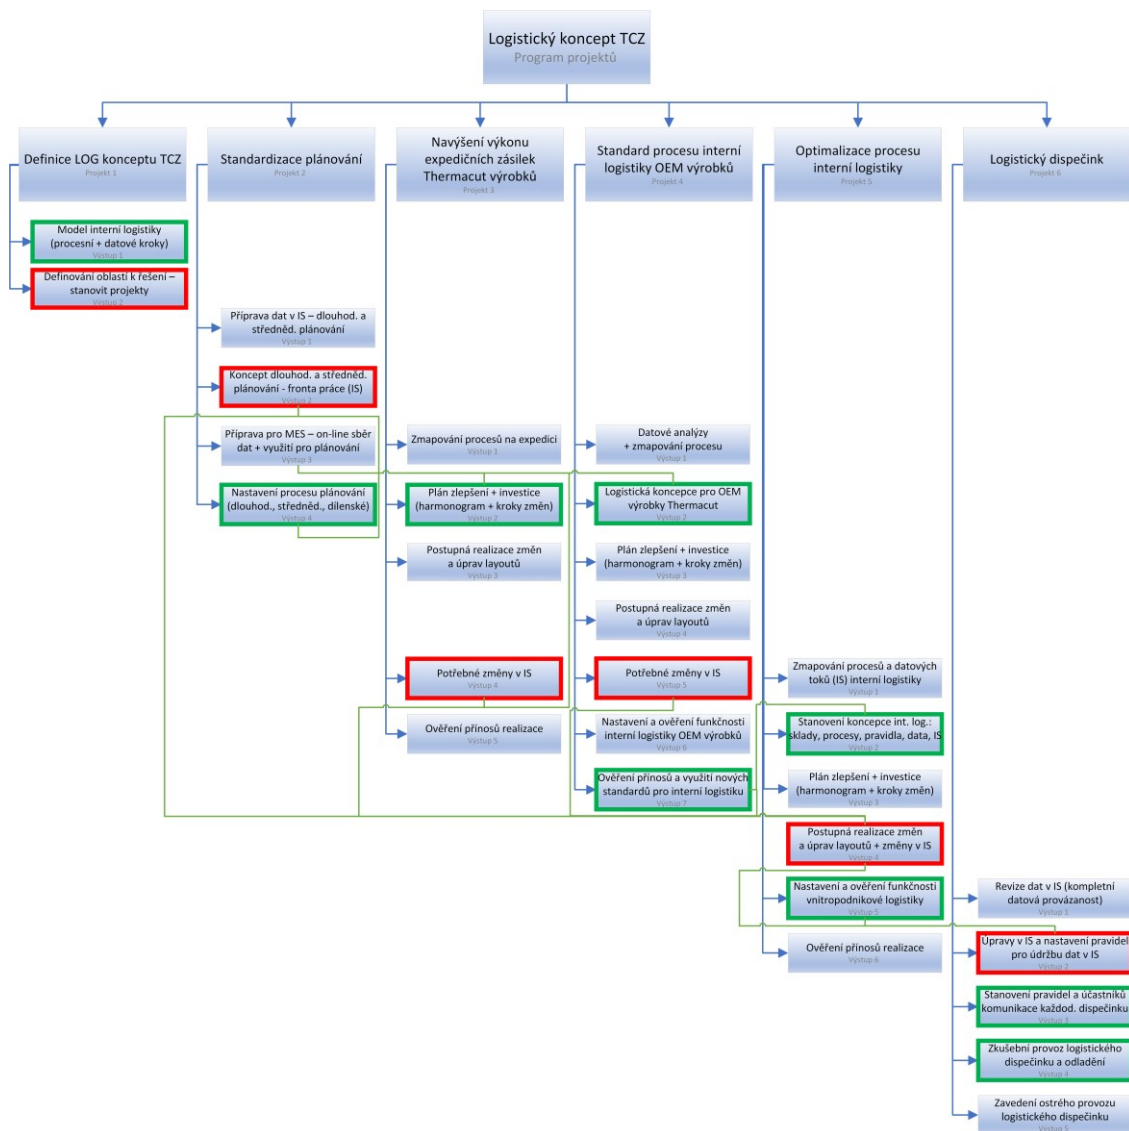 Logistický koncept TCZ
Program projektů
Definice LOG konceptu TCZ
Projekt 1
Model interní logistiky
(procesní + datové kroky)
Výstup 1
Definování oblastí k řešení –
stanovit projekty
Výstup 2
Standardizace plánování
Projekt 2
Příprava dat v IS – dlouhod. a
středněd. plánování
Výstup 1
Koncept dlouhod. a středněd.
plánování - fronta práce (IS)
Výstup 2
Příprava pro MES – on-line sběr
dat + využití pro plánování
Výstup 3
Nastavení procesu plánování
(dlouhod., středněd., dílenské)
Výstup 4
Navýšení výkonu
expedičních zásilek
Thermacut výrobků
Projekt 3
Zmapování procesů na expedici
Výstup 1
Plán zlepšení + investice
(harmonogram + kroky změn)
Výstup 2
Postupná realizace změn
a úprav layoutů
Výstup 3
Potřebné změny v IS
Výstup 4
Ověření přínosů realizace
Výstup 5
Standard procesu interní
logistiky OEM výrobků
Projekt 4
Datové analýzy
+ zmapování procesu
Výstup 1
Logistická koncepce pro OEM
výrobky Thermacut
Výstup 2
Plán zlepšení + investice
(harmonogram + kroky změn)
Výstup 3
Postupná realizace změn
a úprav layoutů
Výstup 4
Potřebné změny v IS
Výstup 5
Nastavení a ověření funkčnosti
interní logistiky OEM výrobků
Výstup 6
Ověření přínosů a využití nových
standardů pro interní logistiku
Výstup 7
Optimalizace procesu
interní logistiky
Projekt 5
Zmapování procesů a datových
toků (IS) interní logistiky
Výstup 1
Stanovení koncepce int. log.:
sklady, procesy, pravidla, data, IS
Výstup 2
Plán zlepšení + investice
(harmonogram + kroky změn)
Výstup 3
Postupná realizace změn
a úprav layoutů + změny v IS
Výstup 4
Nastavení a ověření funkčnosti
vnitropodnikové logistiky
Výstup 5
Ověření přínosů realizace
Výstup 6
Logistický dispečink
Projekt 6
Revize dat v IS (kompletní
datová provázanost)
Výstup 1
Úpravy v IS a nastavení pravidel
pro údržbu dat v IS
Výstup 2
Stanovení pravidel a účastníků
komunikace každod. dispečinku
Výstup 3
Zkušební provoz logistického
dispečinku a odladění
Výstup 4
Zavedení ostrého provozu
logistického dispečinku
Výstup 5